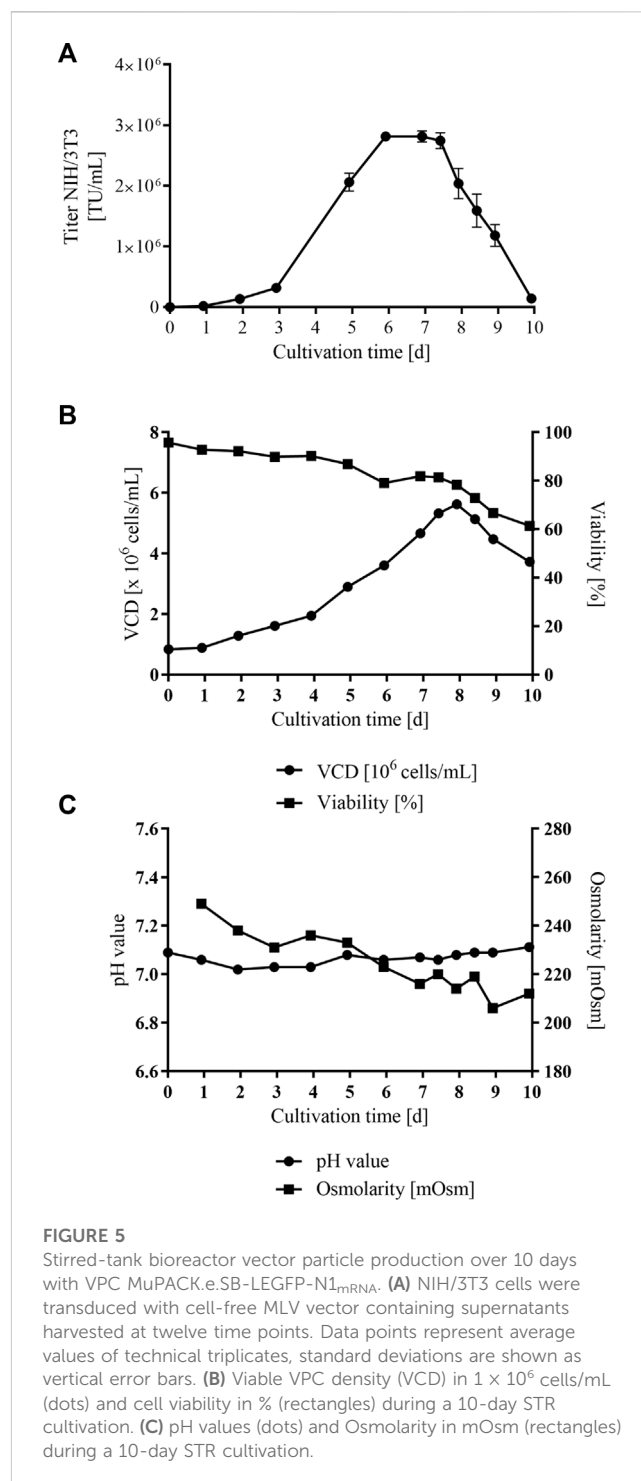 A
4×10⁶
3×10⁶
2×10⁶
1×10⁶
0
Titer NIH/3T3
[TU/mL]
0 1 2 3 4 5 6 7 8 9 10
Cultivation time [d]
B
8
6
4
2
0
VCD [x 10⁶ cells/mL]
100
80
60
40
20
0
Viability [%]
0 1 2 3 4 5 6 7 8 9 10
Cultivation time [d]
VCD [10⁶ cells/mL]
Viability [%]
C
7.6
7.4
7.2
7.0
6.8
6.6
pH value
280
260
240
220
200
180
Osmolarity [mOsm]
0 1 2 3 4 5 6 7 8 9 10
Cultivation time [d]
pH value
Osmolarity [mOsm]
FIGURE 5
Stirred-tank bioreactor vector particle production over 10 days
with VPC MuPACK.e.SB-LEGFP-N1mRNA. (A) NIH/3T3 cells were
transduced with cell-free MLV vector containing supernatants
harvested at twelve time points. Data points represent average
values of technical triplicates, standard deviations are shown as
vertical error bars. (B) Viable VPC density (VCD) in 1 × 10⁶ cells/mL
(dots) and cell viability in % (rectangles) during a 10-day STR
cultivation. (C) pH values (dots) and Osmolarity in mOsm (rectangles)
during a 10-day STR cultivation.